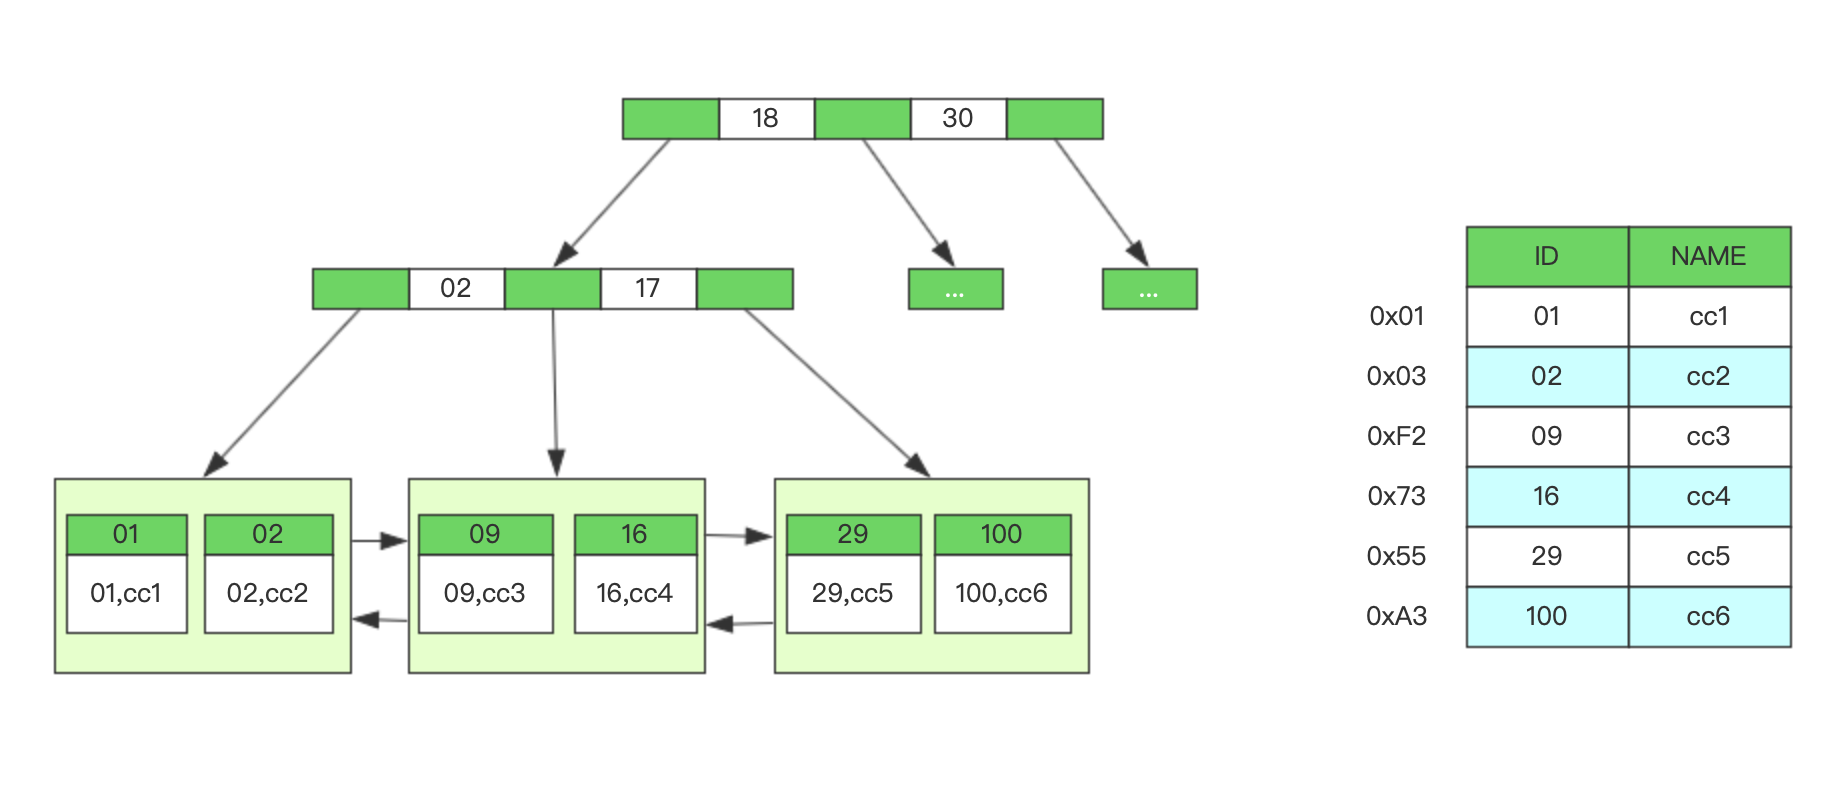 18 30
02 17 ... ...
01 02 09 16 29 100
01,cc1 02,cc2 09,cc3 16,cc4 29,cc5 100,cc6
ID NAME
0x01 01 cc1
0x03 02 cc2
0xF2 09 cc3
0x73 16 cc4
0x55 29 cc5
0xA3 100 cc6